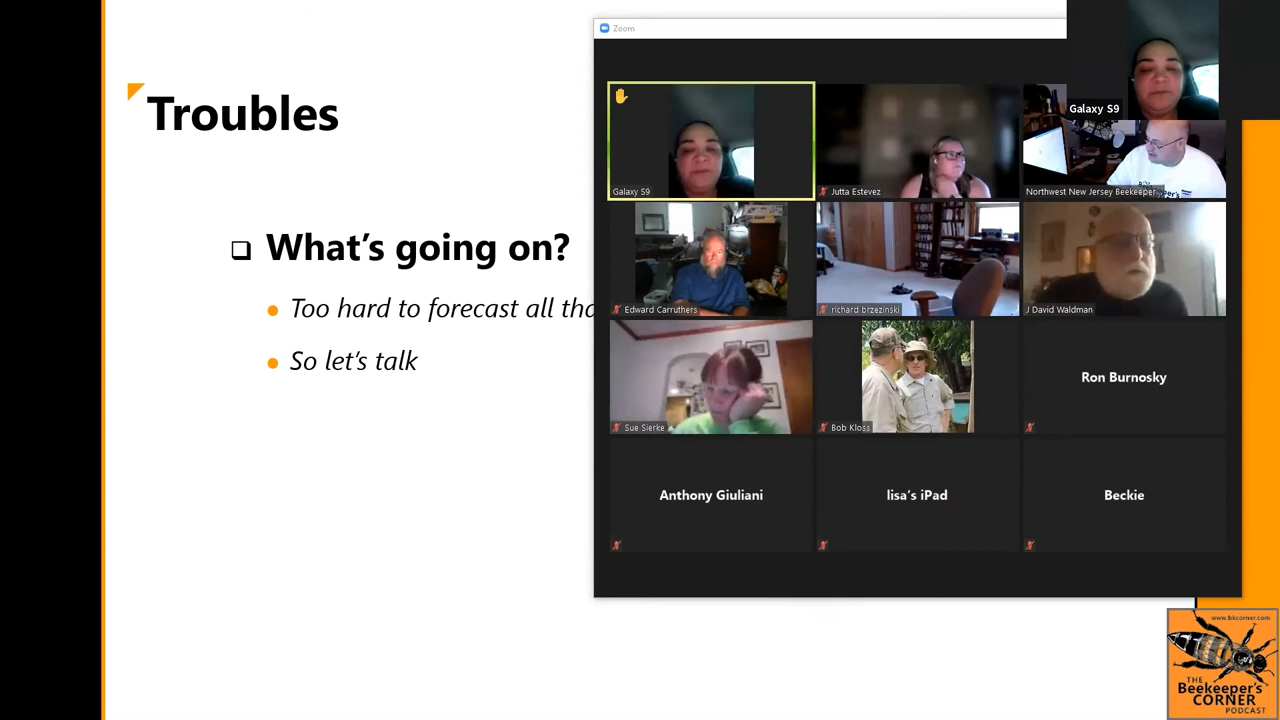 Troubles
What's going on?
Too hard to forecast all tha
So let's talk
Zoom
Galaxy S9
Galaxy S9
Jutta Estevez
Northwest New Jersey Beekeeper...
Edward Carruthers
richard brzezinski
J David Waldman
Sue Sierke
Bob Kloss
Ron Burnosky
Anthony Giuliani
lisa's iPad
Beckie
www.bkcorner.com
THE
Beekeeper's
CORNER
PODCAST